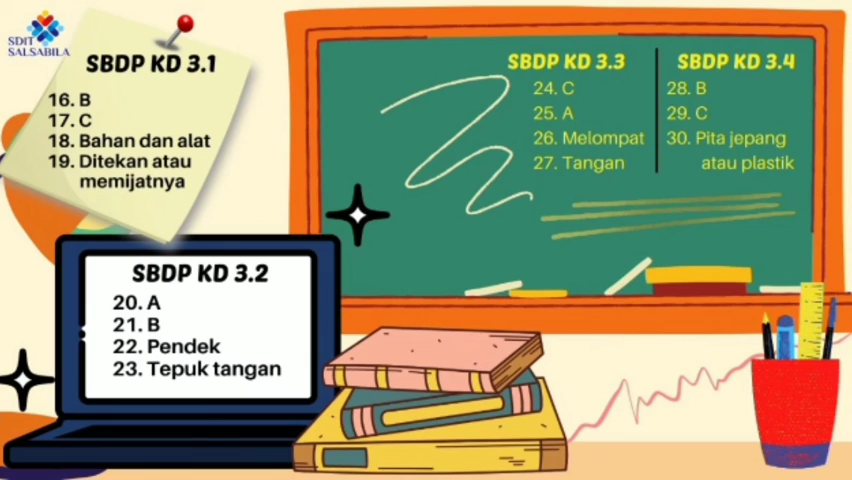 SDIT
SALSABILA
SBDP KD 3.1
16. B
17. C
18. Bahan dan alat
19. Ditekan atau
memijatnya
SBDP KD 3.2
20. A
21. B
22. Pendek
23. Tepuk tangan
SBDP KD 3.3
24. C
25. A
26. Melompat
27. Tangan
SBDP KD 3.4
28. B
29. C
30. Pita jepang
atau plastik